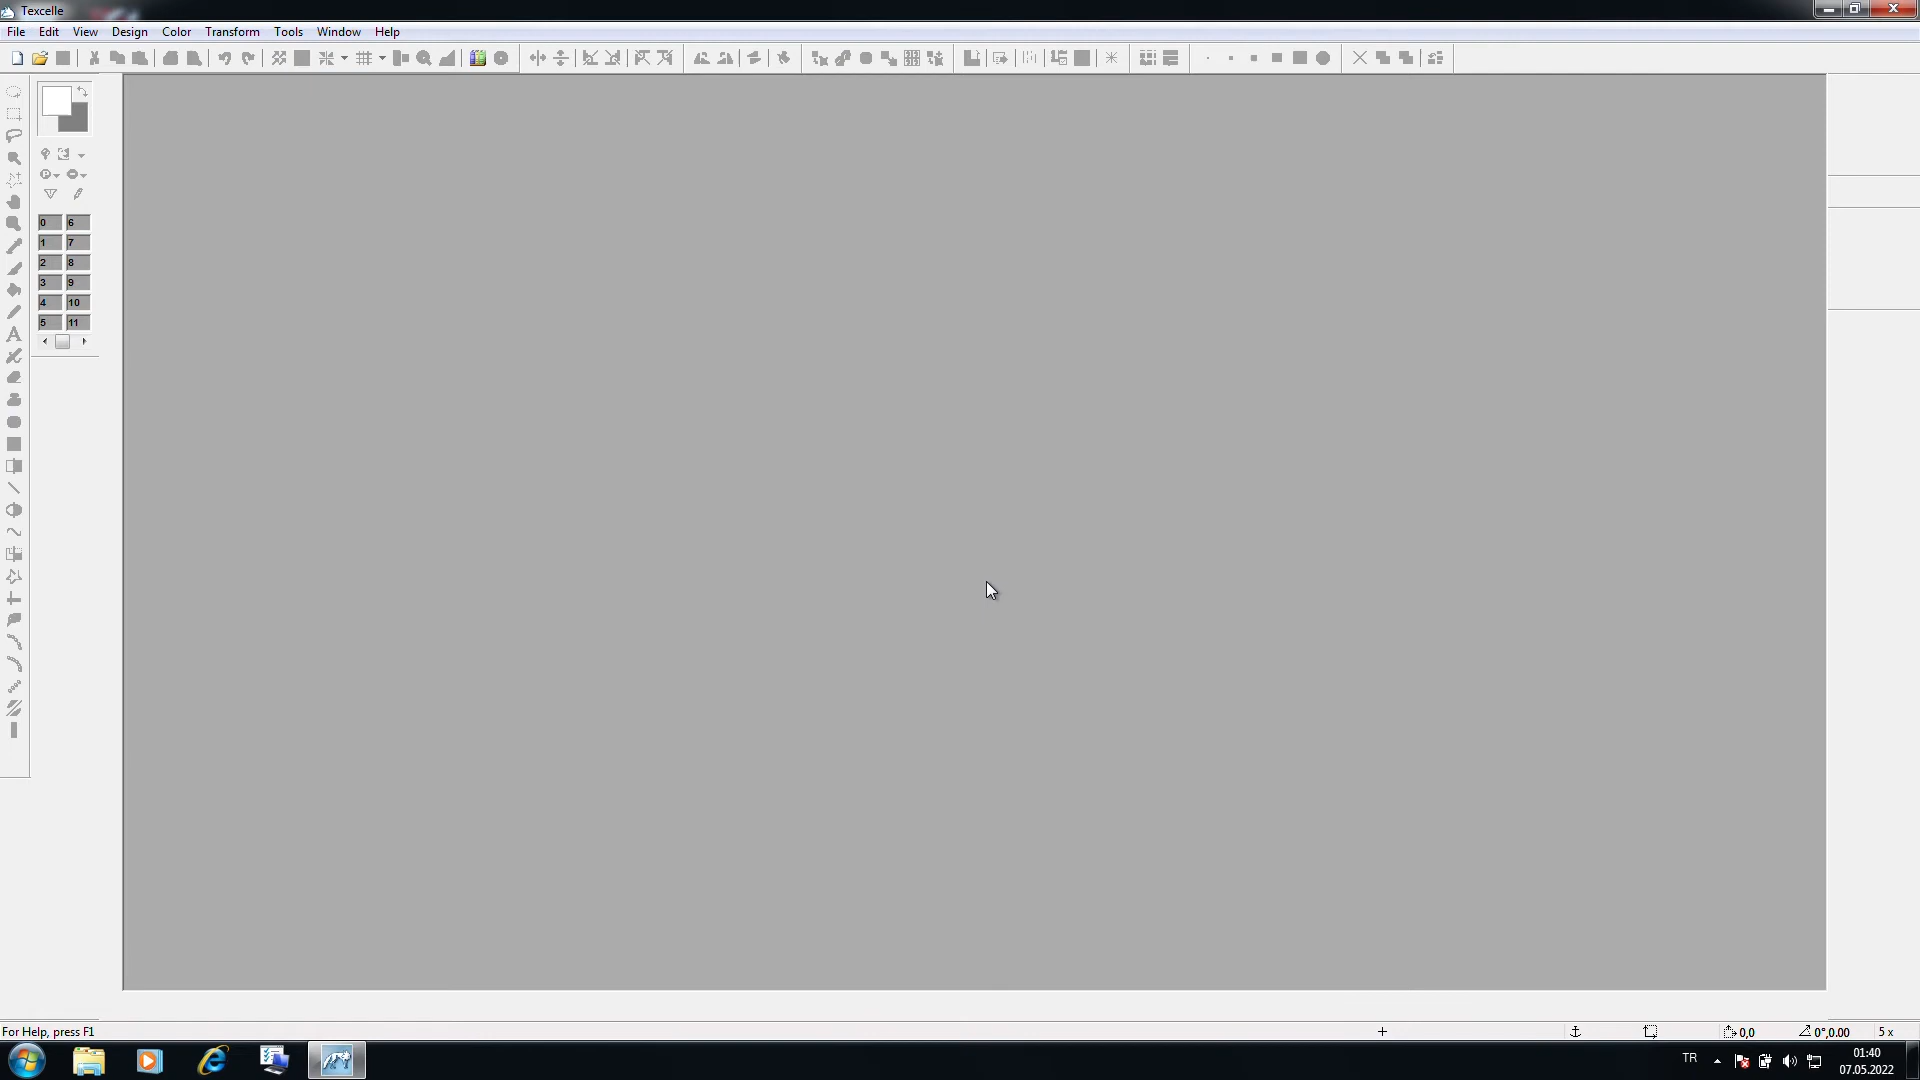 Texcelle
File Edit View Design Color Transform Tools Window Help
0 6
1 7
2 8
3 9
4 10
5 11
For Help, press F1
0,0
0°,0.00
5 x
TR
01:40
07.05.2022